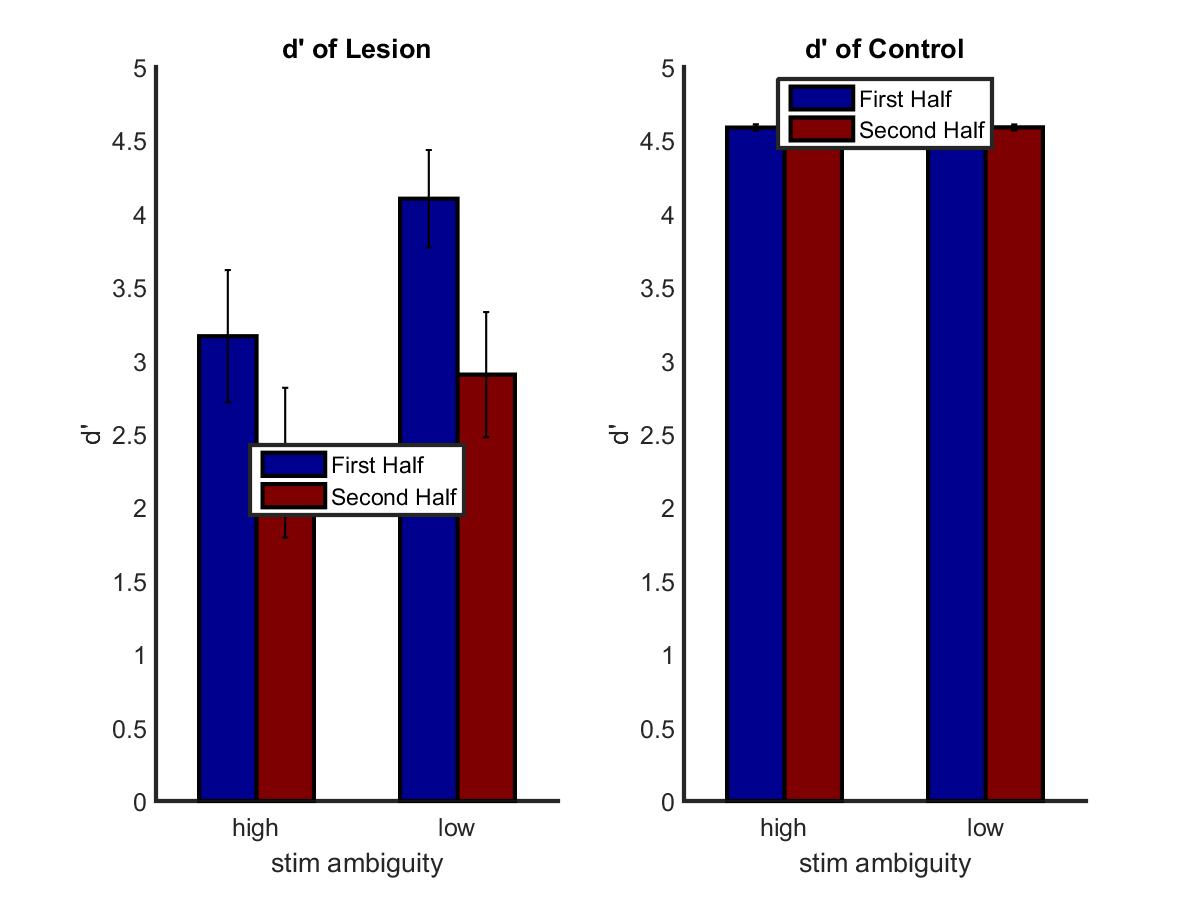 d' of Lesion
5
4.5
4
3.5
3
2.5
2
1.5
1
0.5
0
d'
First Half
Second Half
high
low
stim ambiguity
d' of Control
5
4.5
4
3.5
3
2.5
2
1.5
1
0.5
0
d'
First Half
Second Half
high
low
stim ambiguity